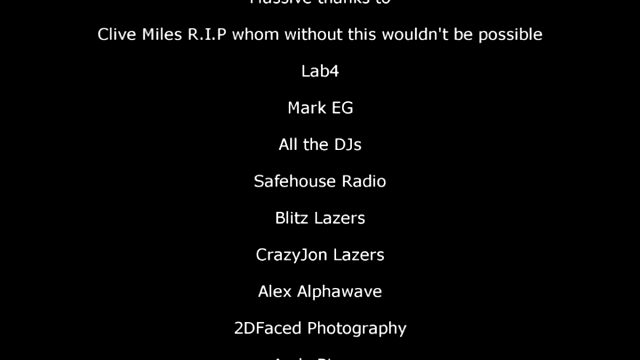 Massive thanks to
Clive Miles R.I.P whom without this wouldn't be possible
Lab4
Mark EG
All the DJs
Safehouse Radio
Blitz Lazers
CrazyJon Lazers
Alex Alphawave
2DFaced Photography